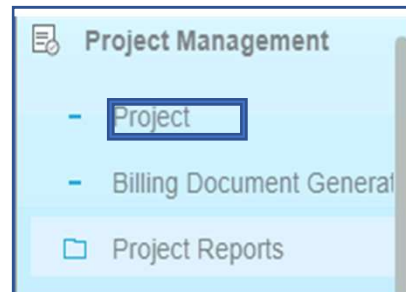 Project Management
Project
Billing Document Generat
Project Reports